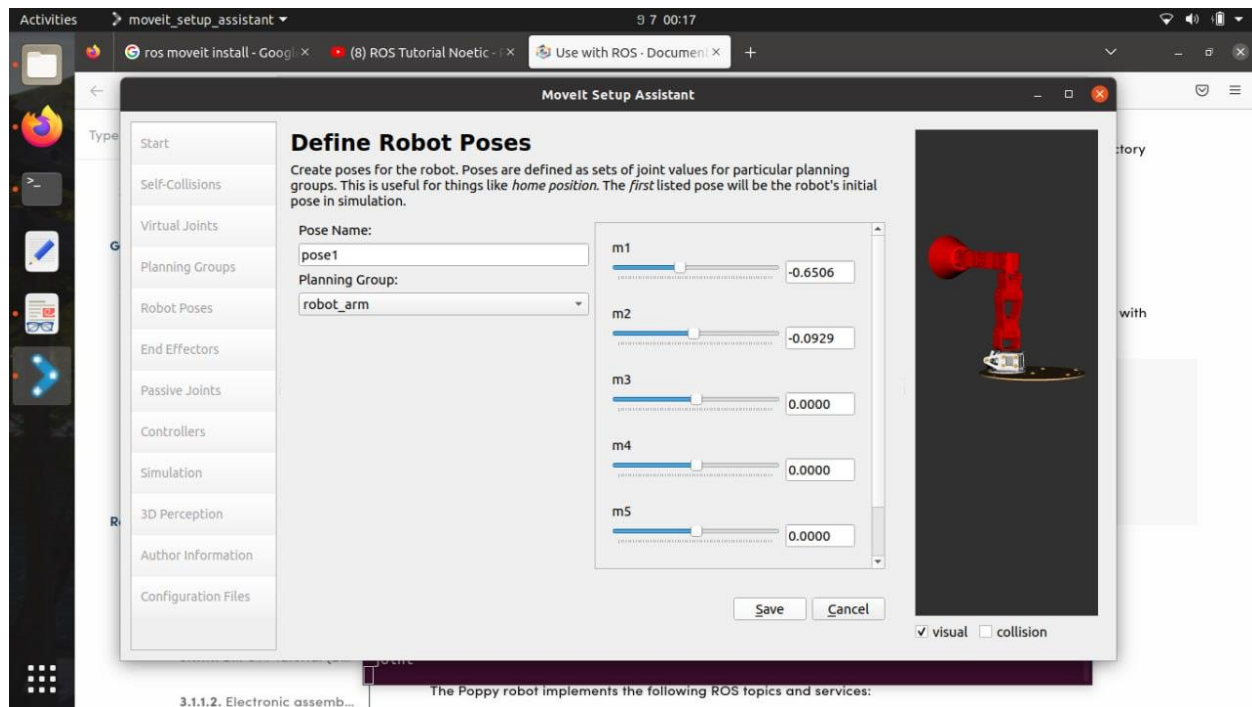 Activities
moveit_setup_assistant
9 7 00:17
ros moveit install - Googl
(8) ROS Tutorial Noetic -
Use with ROS - Document
Type
MoveIt Setup Assistant
Start
Self-Collisions
Virtual Joints
Planning Groups
Robot Poses
End Effectors
Passive Joints
Controllers
Simulation
3D Perception
Author Information
Configuration Files
Define Robot Poses
Create poses for the robot. Poses are defined as sets of joint values for particular planning
groups. This is useful for things like home position. The first listed pose will be the robot's initial
pose in simulation.
Pose Name:
pose1
Planning Group:
robot_arm
m1
-0.6506
m2
-0.0929
m3
0.0000
m4
0.0000
m5
0.0000
Save
Cancel
visual
collision
with
The Poppy robot implements the following ROS topics and services:
3.1.1.2. Electronic assemb...